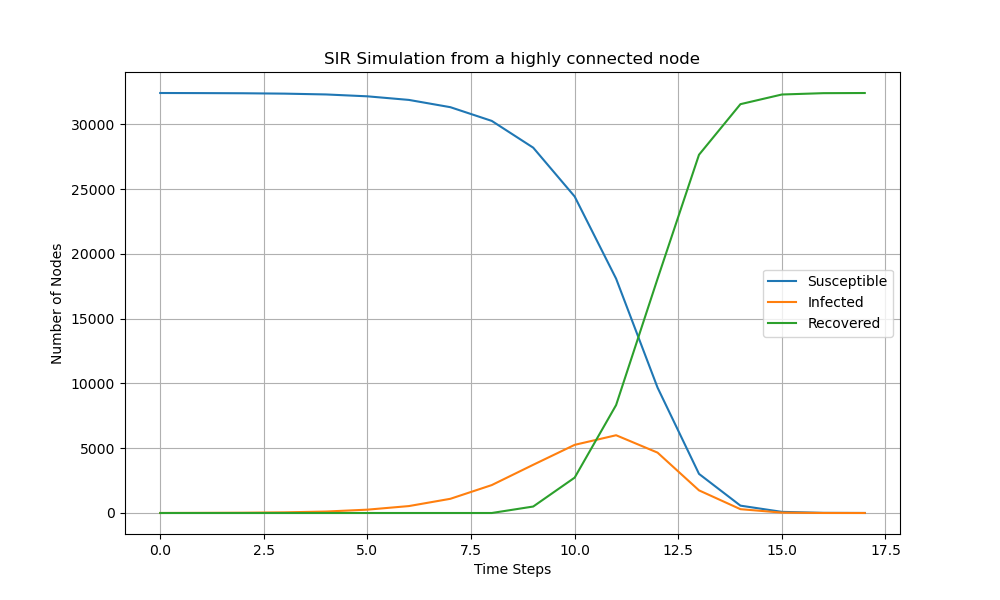 SIR Simulation from a highly connected node
Number of Nodes
30000
25000
20000
15000
10000
5000
0
Susceptible
Infected
Recovered
0.0 2.5 5.0 7.5 10.0 12.5 15.0 17.5
Time Steps